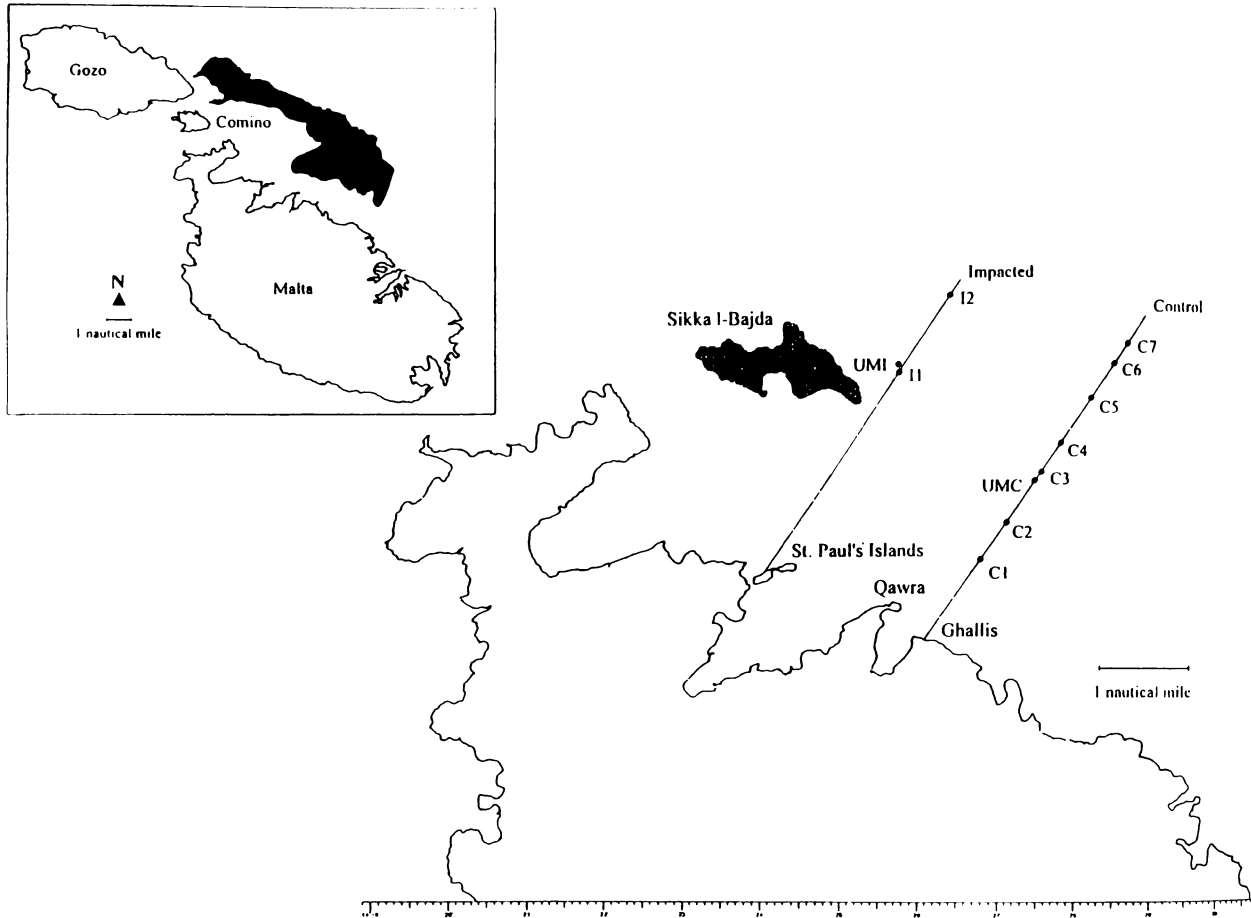 Gozo
Comino
Malta
N
1 nautical mile
Impacted
I2
Sikka l-Bajda
Control
UMI
I1
C7
C6
C5
C4
C3
UMC
C2
St. Paul's Islands
C1
Qawra
Ghallis
1 nautical mile